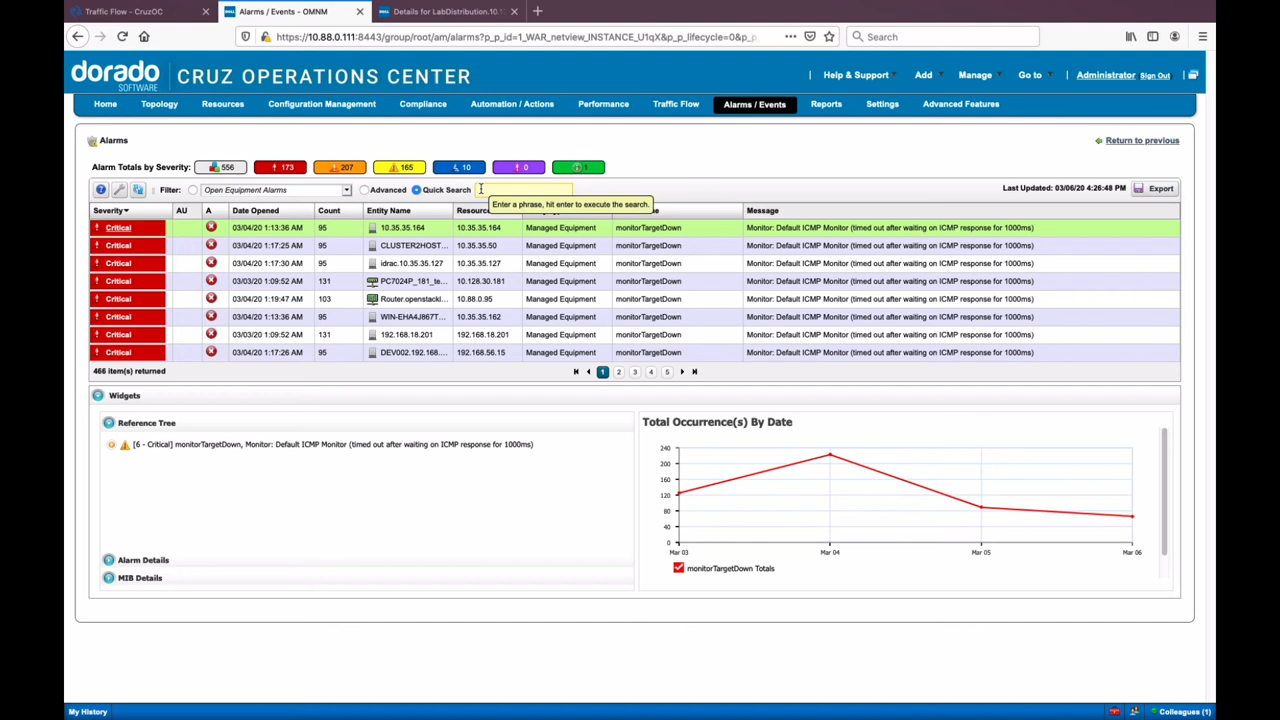 Traffic Flow - CruzOC
Alarms / Events - OMNM
Details for LabDistribution.10.1
https://10.88.0.111:8443/group/root/am/alarms?p_p_id=1_WAR_netview_INSTANCE_U1qX&p_p_lifecycle=0&p_p_
Search
dorado SOFTWARE
CRUZ OPERATIONS CENTER
Help & Support Add Manage Go to Administrator Sign Out
Home Topology Resources Configuration Management Compliance Automation / Actions Performance Traffic Flow Alarms / Events Reports Settings Advanced Features
Alarms
Return to previous
Alarm Totals by Severity: 556 173 207 165 10 0 1
Filter: Open Equipment Alarms Advanced Quick Search
Last Updated: 03/06/20 4:26:48 PM Export
Enter a phrase, hit enter to execute the search.
Severity AU A Date Opened Count Entity Name Message
Critical 03/04/20 1:13:36 AM 95 10.35.35.164 10.35.35.164 Managed Equipment monitorTargetDown Monitor: Default ICMP Monitor (timed out after waiting on ICMP response for 1000ms)
Critical 03/04/20 1:17:25 AM 95 CLUSTER2HOST... 10.35.35.50 Managed Equipment monitorTargetDown Monitor: Default ICMP Monitor (timed out after waiting on ICMP response for 1000ms)
Critical 03/04/20 1:17:30 AM 95 idrac.10.35.35.127 10.35.35.127 Managed Equipment monitorTargetDown Monitor: Default ICMP Monitor (timed out after waiting on ICMP response for 1000ms)
Critical 03/03/20 1:09:52 AM 131 PC7024P_181_te... 10.128.30.181 Managed Equipment monitorTargetDown Monitor: Default ICMP Monitor (timed out after waiting on ICMP response for 1000ms)
Critical 03/04/20 1:19:47 AM 103 Router.openstackl... 10.88.0.95 Managed Equipment monitorTargetDown Monitor: Default ICMP Monitor (timed out after waiting on ICMP response for 1000ms)
Critical 03/04/20 1:13:36 AM 95 WIN-EHA4J867T... 10.35.35.162 Managed Equipment monitorTargetDown Monitor: Default ICMP Monitor (timed out after waiting on ICMP response for 1000ms)
Critical 03/03/20 1:09:52 AM 131 192.168.18.201 192.168.18.201 Managed Equipment monitorTargetDown Monitor: Default ICMP Monitor (timed out after waiting on ICMP response for 1000ms)
Critical 03/04/20 1:17:26 AM 95 DEV002.192.168.... 192.168.56.15 Managed Equipment monitorTargetDown Monitor: Default ICMP Monitor (timed out after waiting on ICMP response for 1000ms)
466 item(s) returned 1 2 3 4 5
Widgets
Reference Tree
[6 - Critical] monitorTargetDown, Monitor: Default ICMP Monitor (timed out after waiting on ICMP response for 1000ms)
Alarm Details
MIB Details
Total Occurrence(s) By Date
240
200
160
120
80
40
0
Mar 03 Mar 04 Mar 05 Mar 06
monitorTargetDown Totals
My History
Colleagues (1)